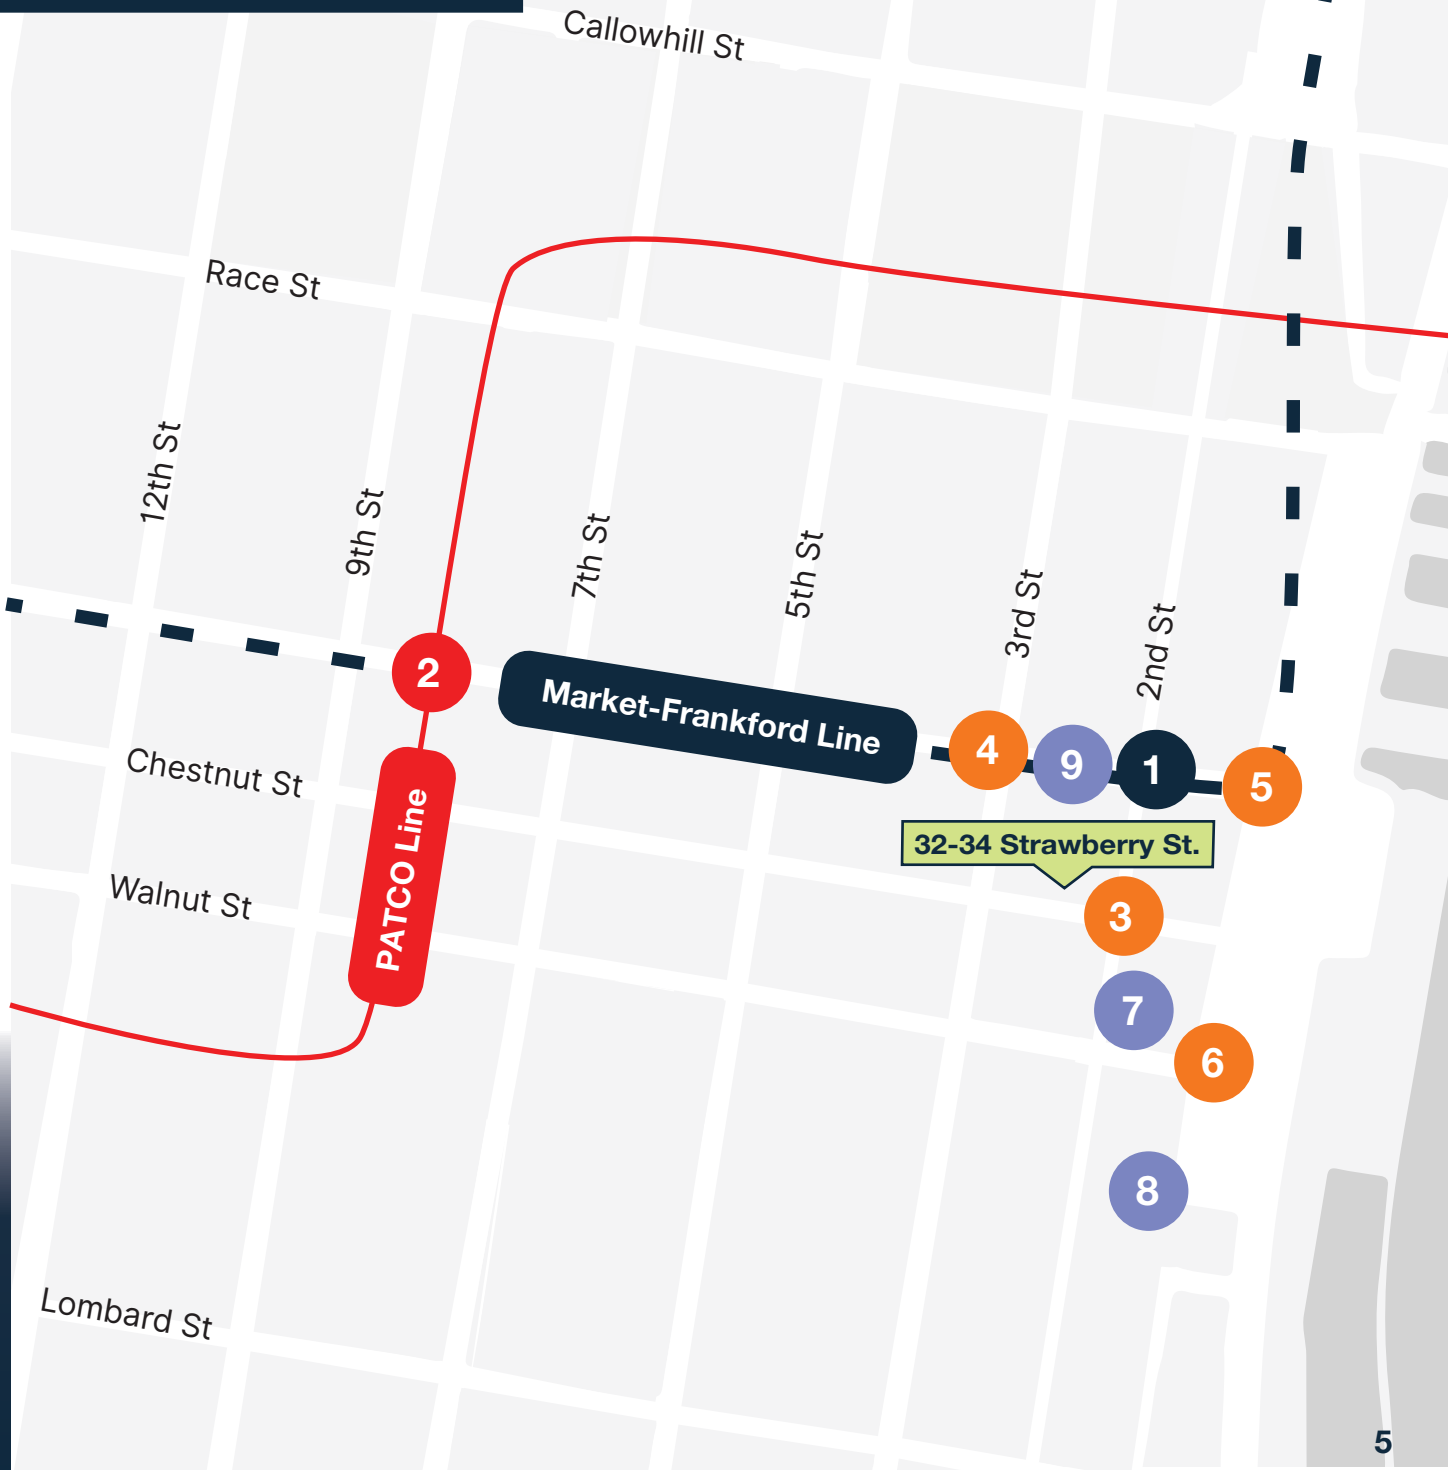 Callowhill St
Race St
12th St
9th St
7th St
5th St
3rd St
2nd St
2
Market-Frankford Line
4
9
1
5
Chestnut St
PATCO Line
32-34 Strawberry St.
Walnut St
3
7
6
8
Lombard St
5